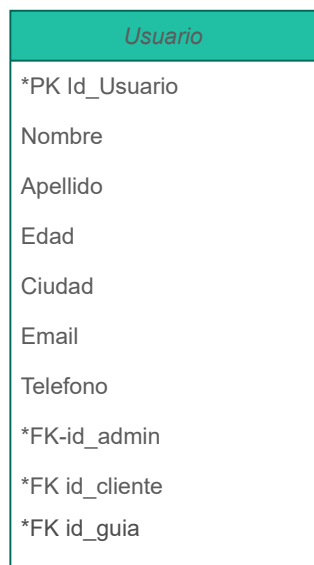 Usuario
*PK Id_Usuario
Nombre
Apellido
Edad
Ciudad
Email
Telefono
*FK-id_admin
*FK id_cliente
*FK id_guia